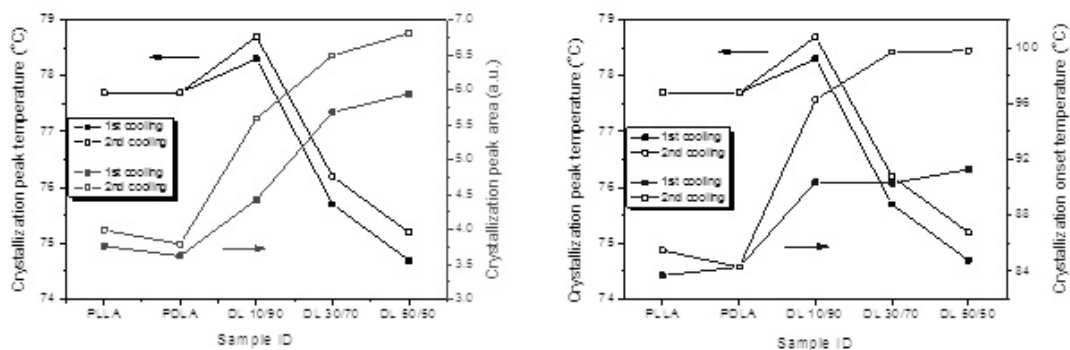 79
78
77
76
75
74
Crystallization peak temperature (°C)
1st cooling
2nd cooling
1st cooling
2nd cooling
7.0
6.5
6.0
5.5
5.0
4.5
4.0
3.5
3.0
Crystallization peak area (a.u.)
PLLA PDLA DL 10/90 DL 30/70 DL 50/50
Sample ID
79
78
77
76
75
74
Crystallization peak temperature (°C)
1st cooling
2nd cooling
1st cooling
2nd cooling
100
96
92
88
84
Crystallization onset temperature (°C)
PLLA PDLA DL 10/90 DL 30/70 DL 50/50
Sample ID